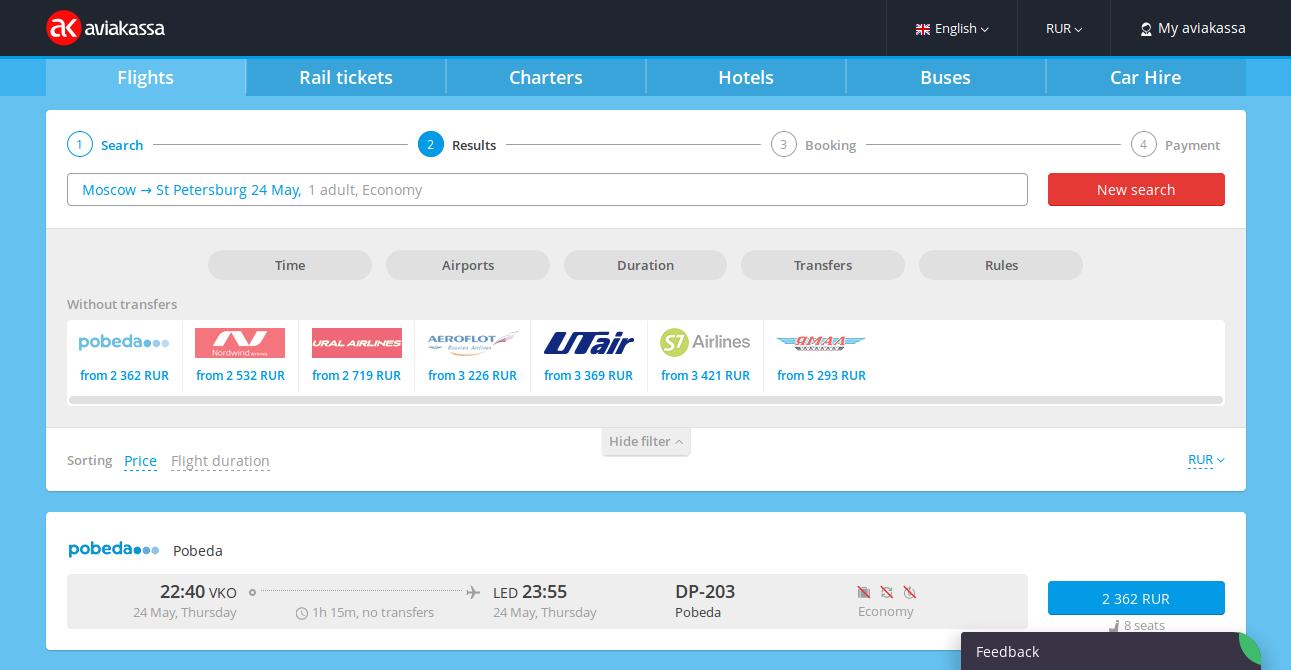 ak aviakassa English RUR My aviakassa
Flights Rail tickets Charters Hotels Buses Car Hire
1 Search 2 Results 3 Booking 4 Payment
Moscow → St Petersburg 24 May, 1 adult, Economy New search
Time Airports Duration Transfers Rules
Without transfers
pobeda Nordwind Airlines URAL AIRLINES AEROFLOT Russian Airlines UTair S7 Airlines ЯМАЛ
from 2 362 RUR from 2 532 RUR from 2 719 RUR from 3 226 RUR from 3 369 RUR from 3 421 RUR from 5 293 RUR
Hide filter
Sorting Price Flight duration RUR
pobeda Pobeda
22:40 VKO LED 23:55 DP-203
24 May, Thursday 1h 15m, no transfers 24 May, Thursday Pobeda Economy
2 362 RUR
8 seats
Feedback